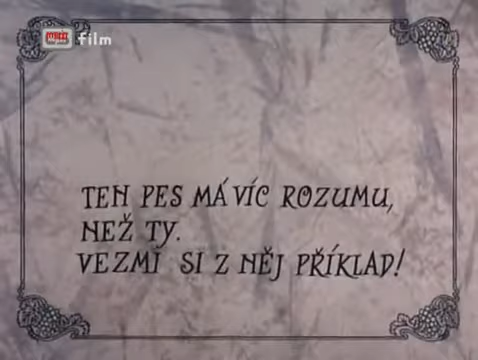 film
TEN PES MÁ VÍC ROZUMU,
NEŽ TY.
VEZMI SI Z NĚJ PŘÍKLAD!